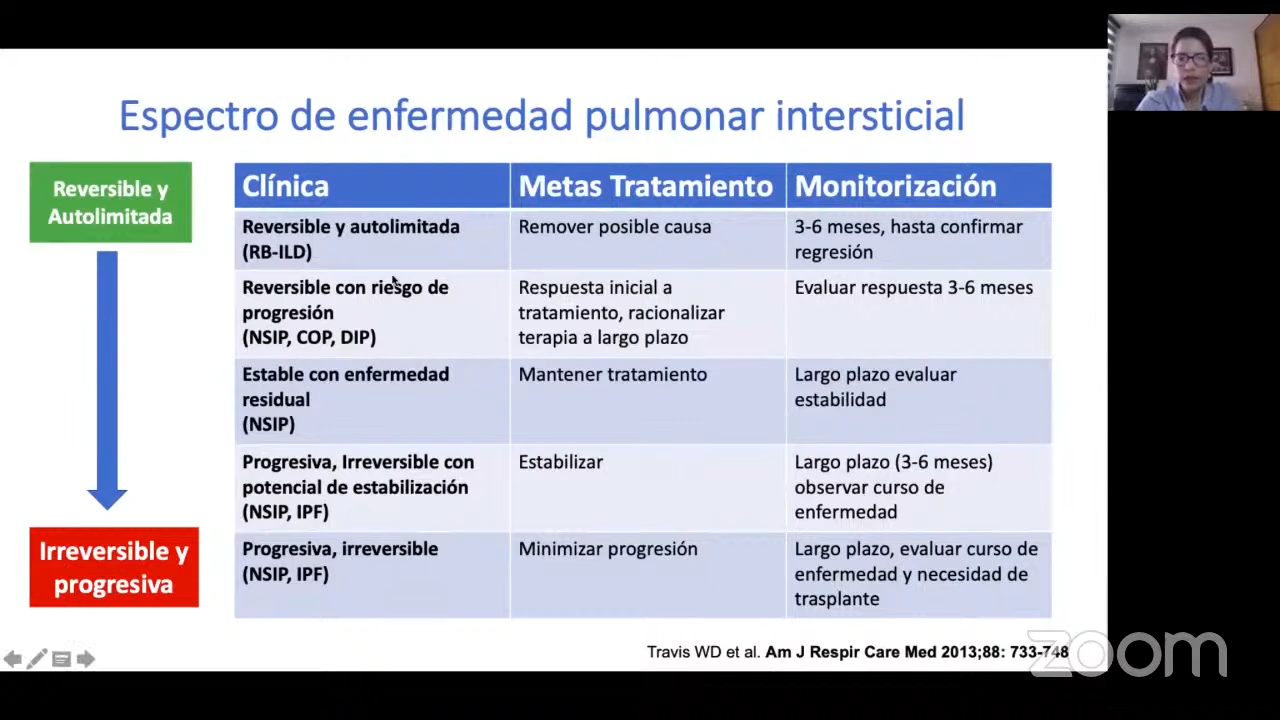 Espectro de enfermedad pulmonar intersticial
Reversible y
Autolimitada
Irreversible y
progresiva
Clínica
Metas Tratamiento
Monitorización
Reversible y autolimitada
(RB-ILD)
Remover posible causa
3-6 meses, hasta confirmar
regresión
Reversible con riesgo de
progresión
(NSIP, COP, DIP)
Respuesta inicial a
tratamiento, racionalizar
terapia a largo plazo
Evaluar respuesta 3-6 meses
Estable con enfermedad
residual
(NSIP)
Mantener tratamiento
Largo plazo evaluar
estabilidad
Progresiva, Irreversible con
potencial de estabilización
(NSIP, IPF)
Estabilizar
Largo plazo (3-6 meses)
observar curso de
enfermedad
Progresiva, irreversible
(NSIP, IPF)
Minimizar progresión
Largo plazo, evaluar curso de
enfermedad y necesidad de
trasplante
Travis WD et al. Am J Respir Care Med 2013;88: 733-748
zoom